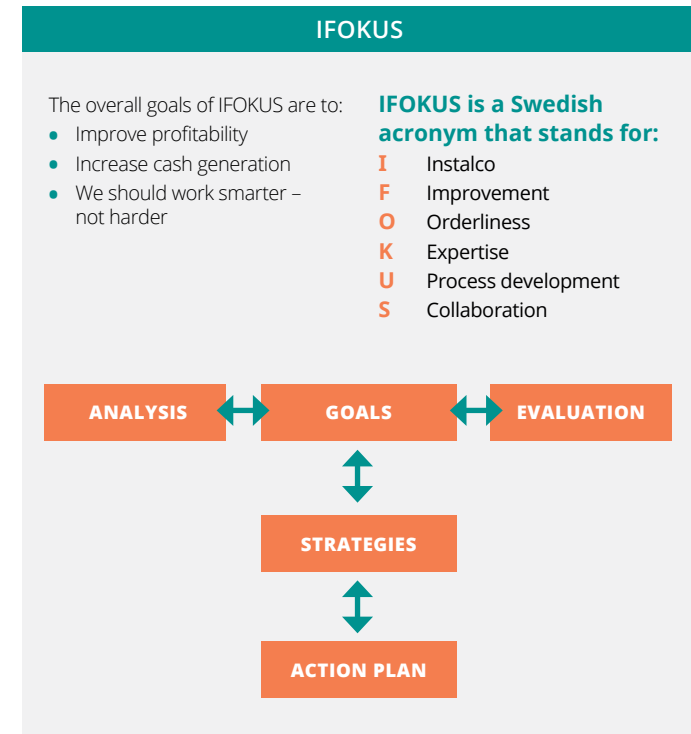 IFOKUS
The overall goals of IFOKUS are to:
• Improve profitability
• Increase cash generation
• We should work smarter –
not harder
IFOKUS is a Swedish
acronym that stands for:
I Instalco
F Improvement
O Orderliness
K Expertise
U Process development
S Collaboration
ANALYSIS GOALS EVALUATION
STRATEGIES
ACTION PLAN